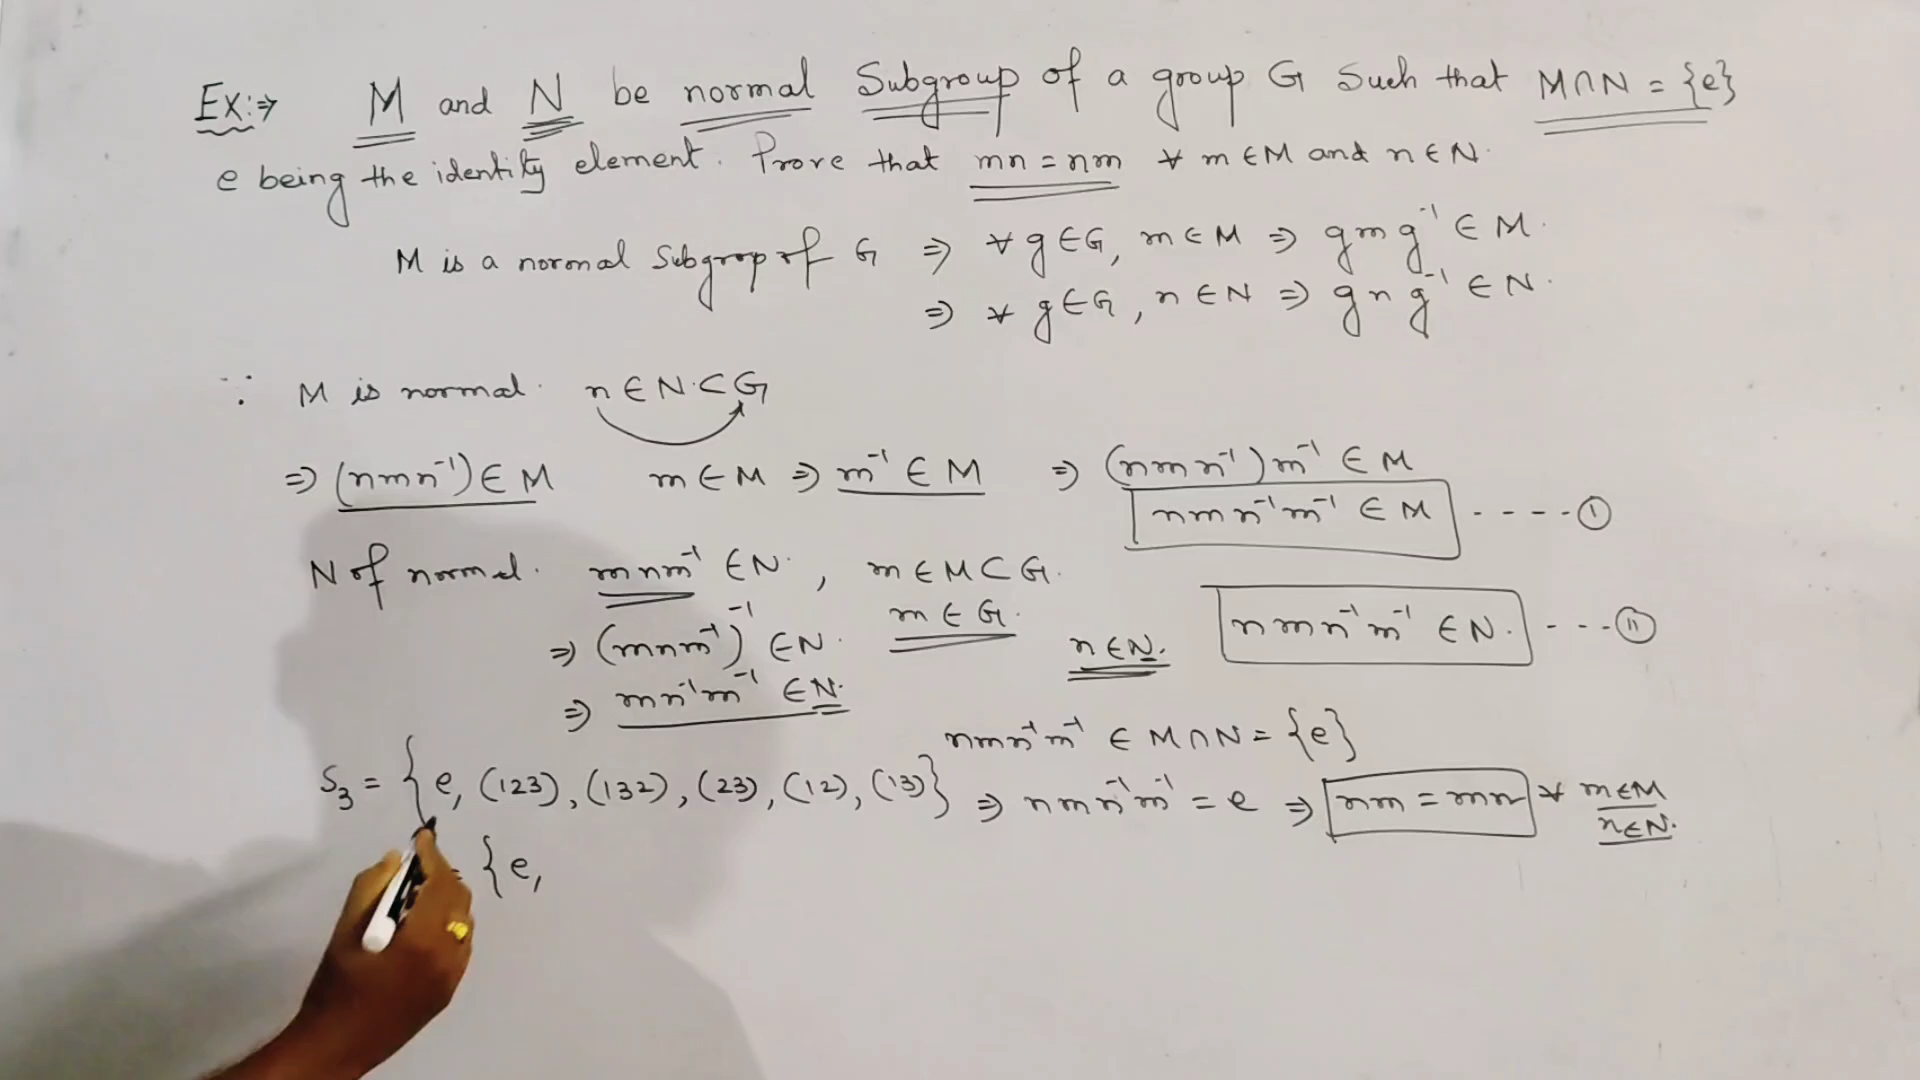 Ex:⇒ M and N be normal Subgroup of a group G Such that M∩N = {e}
e being the identity element. Prove that mn = nm ∀ m∈M and n∈N.
M is a normal Subgrop of G ⇒ ∀ g∈G, m∈M ⇒ gmg⁻¹ ∈ M.
⇒ ∀ g∈G, n∈N ⇒ gng⁻¹ ∈ N.
∵ M is normal. n∈N.⊂G
⇒ (nmn⁻¹)∈M m∈M ⇒ m⁻¹∈M ⇒ (nmn⁻¹)m⁻¹ ∈ M
nmn⁻¹m⁻¹ ∈ M ----①
N of normal. mnm⁻¹ ∈N. , m∈M⊂G.
⇒ (mnm⁻¹)⁻¹ ∈N. m∈G. n∈N. nmn⁻¹m⁻¹ ∈N. ---⑪
⇒ mn⁻¹m⁻¹ ∈N.
nmn⁻¹m⁻¹ ∈ M∩N = {e}
S₃ = {e, (123), (132), (23), (12), (13)} ⇒ nmn⁻¹m⁻¹ = e ⇒ nm = mn ∀ m∈M
n∈N.
= {e,